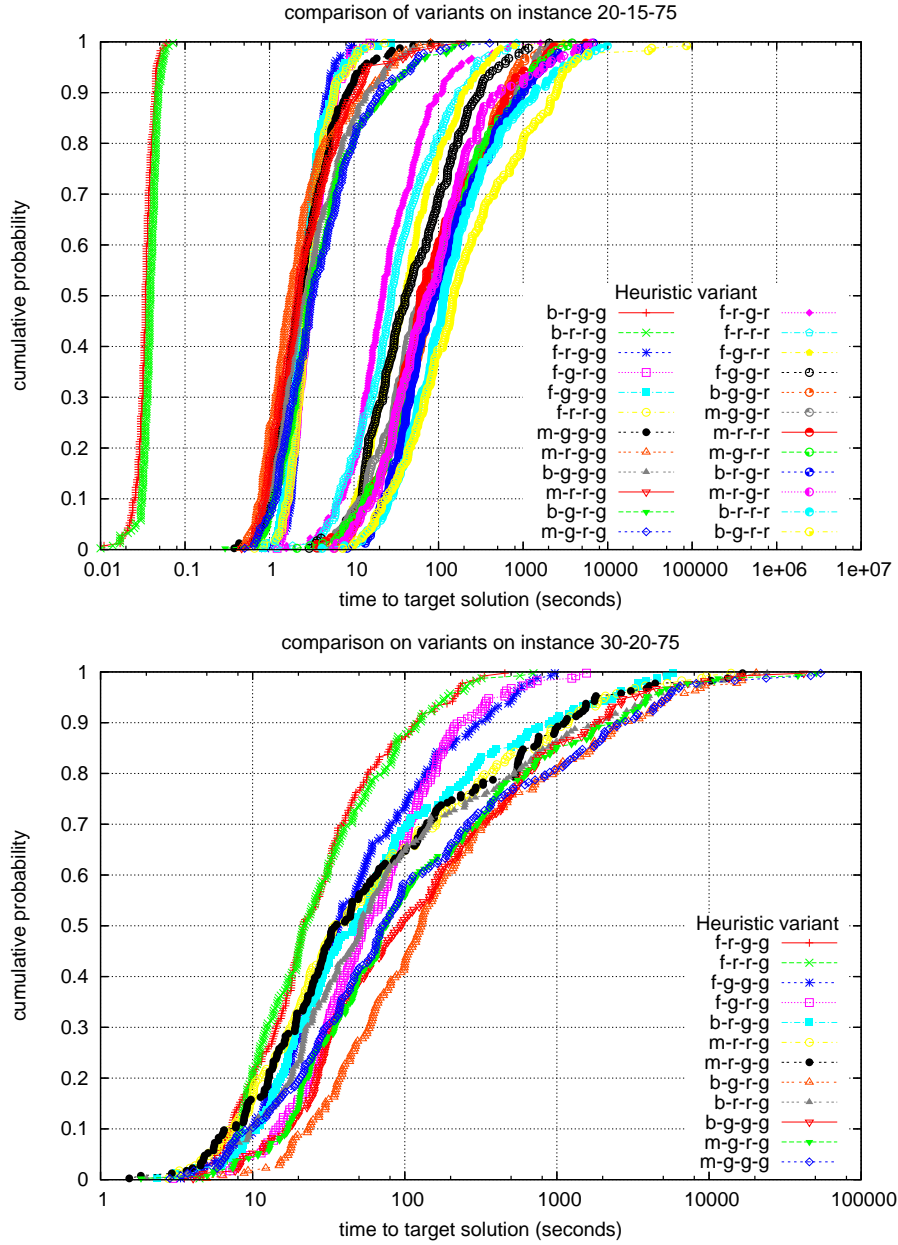 comparison of variants on instance 20-15-75
1
0.9
0.8
0.7
0.6
0.5
0.4
0.3
0.2
0.1
0
cumulative probability
Heuristic variant
b-r-g-g f-r-g-r
b-r-r-g f-r-r-r
f-r-g-g f-g-r-r
f-g-r-g f-g-g-r
f-g-g-g b-g-g-r
f-r-r-g m-g-g-r
m-g-g-g m-r-r-r
m-r-g-g m-g-r-r
b-g-g-g b-r-g-r
m-r-r-g m-r-g-r
b-g-r-g b-r-r-r
m-g-r-g b-g-r-r
0.01 0.1 1 10 100 1000 10000 100000 1e+06 1e+07
time to target solution (seconds)
comparison on variants on instance 30-20-75
1
0.9
0.8
0.7
0.6
0.5
0.4
0.3
0.2
0.1
0
cumulative probability
Heuristic variant
f-r-g-g
f-r-r-g
f-g-g-g
f-g-r-g
b-r-g-g
m-r-r-g
m-r-g-g
b-g-r-g
b-r-r-g
b-g-g-g
m-g-r-g
m-g-g-g
1 10 100 1000 10000 100000
time to target solution (seconds)